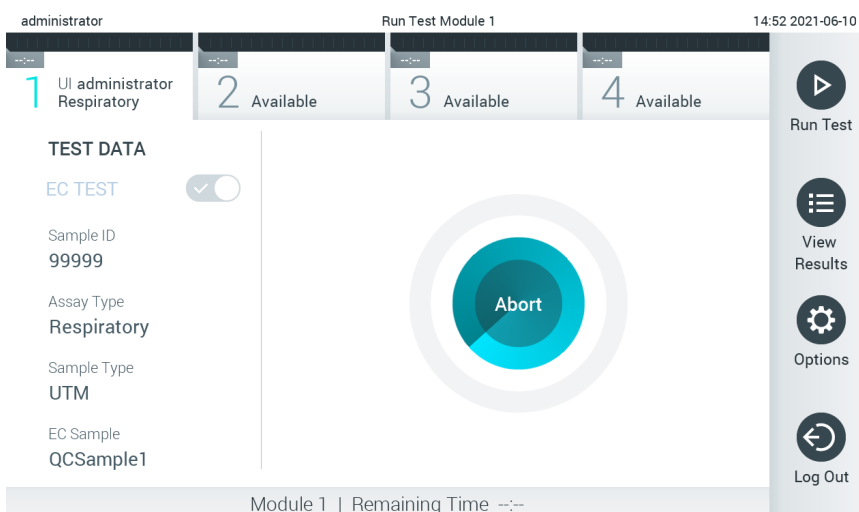 administrator
Run Test Module 1
14:52 2021-06-10
--:--
--:--
--:--
--:--
1
UI administrator
Respiratory
2 Available
3 Available
4 Available
Run Test
TEST DATA
EC TEST
Sample ID
99999
Assay Type
Respiratory
Sample Type
UTM
EC Sample
QCSample1
Abort
View
Results
Options
Log Out
Module 1 | Remaining Time --:--